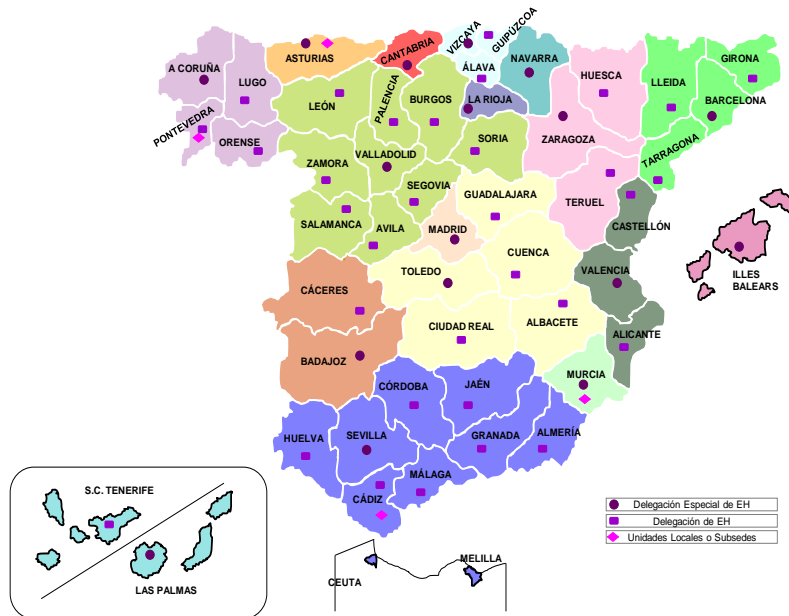 A CORUÑA
LUGO
PONTEVEDRA
ORENSE
ASTURIAS
CANTABRIA
VIZCAYA
GUIPÚZCOA
ÁLAVA
NAVARRA
LA RIOJA
HUESCA
ZARAGOZA
TERUEL
LLEIDA
GIRONA
BARCELONA
TARRAGONA
LEÓN
PALENCIA
BURGOS
ZAMORA
VALLADOLID
SORIA
SEGOVIA
SALAMANCA
AVILA
MADRID
GUADALAJARA
CUENCA
TOLEDO
CIUDAD REAL
ALBACETE
CASTELLÓN
VALENCIA
ALICANTE
ILLES
BALEARS
CÁCERES
BADAJOZ
MURCIA
CÓRDOBA
JAÉN
HUELVA
SEVILLA
GRANADA
ALMERÍA
MÁLAGA
CÁDIZ
S.C. TENERIFE
LAS PALMAS
CEUTA
MELILLA
Delegación Especial de EH
Delegación de EH
Unidades Locales o Subsedes